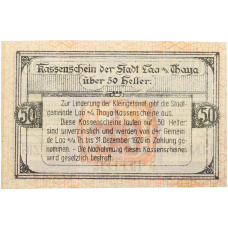 Kassenschein der Stadt Laa a/Thaya
über 50 Heller.
Zur Linderung der Kleingeldnot gibt die Stadt-
gemeinde Laa a/d Thaya Kassenscheine aus.
Diese Kassenscheine lauten auf 50 Heller
sind unverzinslich und werden von der Gemein
de Laa a/Th. bis 31. Dezember 1920 in Zahlung ge-
nommen. – Die Nachahmung dieses Kassenscheines
wird gesetzlich bestraft.
50
50